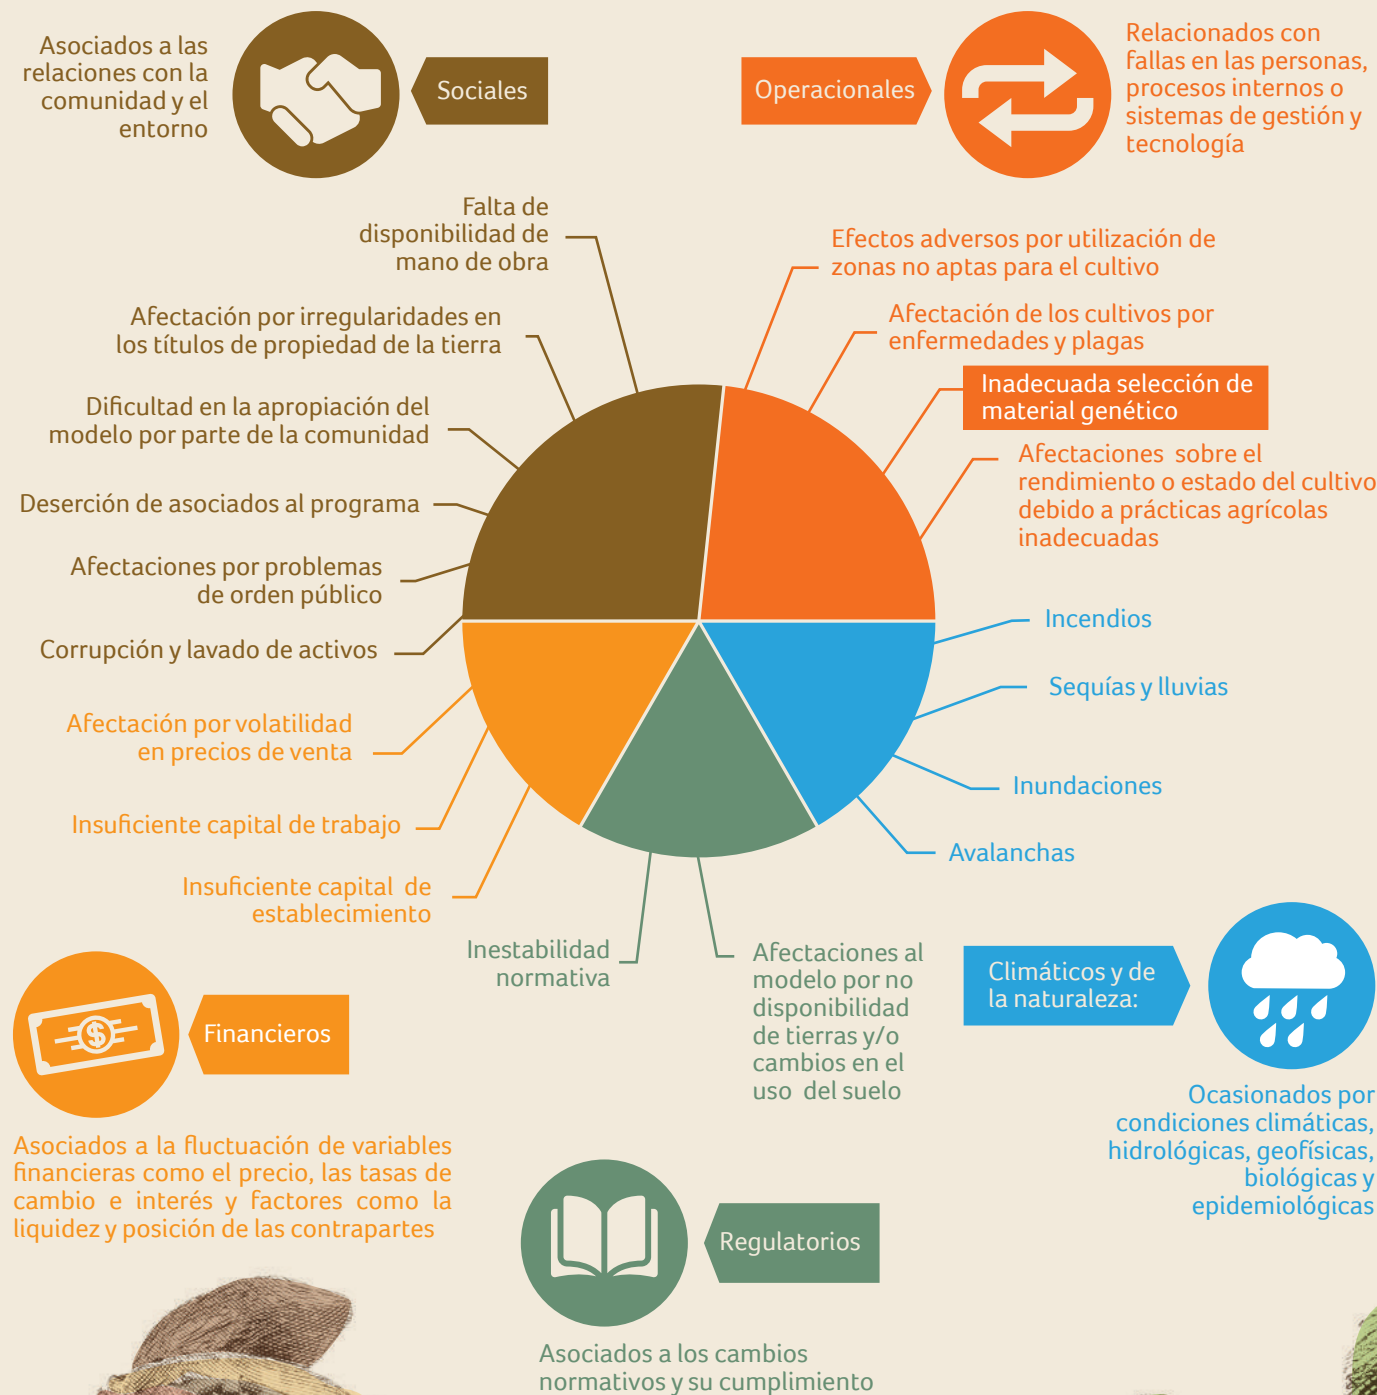 Asociados a las
relaciones con la
comunidad y el
entorno
Sociales
Operacionales
Relacionados con
fallas en las personas,
procesos internos o
sistemas de gestión y
tecnología
Falta de
disponibilidad de
mano de obra
Afectación por irregularidades en
los títulos de propiedad de la tierra
Dificultad en la apropiación del
modelo por parte de la comunidad
Deserción de asociados al programa
Afectaciones por problemas
de orden público
Corrupción y lavado de activos
Efectos adversos por utilización de
zonas no aptas para el cultivo
Afectación de los cultivos por
enfermedades y plagas
Inadecuada selección de
material genético
Afectaciones  sobre el
rendimiento o estado del cultivo
debido a prácticas agrícolas
inadecuadas
Incendios
Sequías y lluvias
Inundaciones
Avalanchas
Afectación por volatilidad
en precios de venta
Insuficiente capital de trabajo
Insuficiente capital  de
establecimiento
Inestabilidad
normativa
Afectaciones al
modelo por no
disponibilidad
de tierras y/o
cambios en el
uso  del suelo
Climáticos y de
la naturaleza:
Ocasionados por
condiciones climáticas,
hidrológicas, geofísicas,
biológicas y
epidemiológicas
$
Financieros
Asociados a la fluctuación de variables
financieras como el precio, las tasas de
cambio e interés y factores como la
liquidez y posición de las contrapartes
Regulatorios
Asociados a los cambios
normativos y su cumplimiento